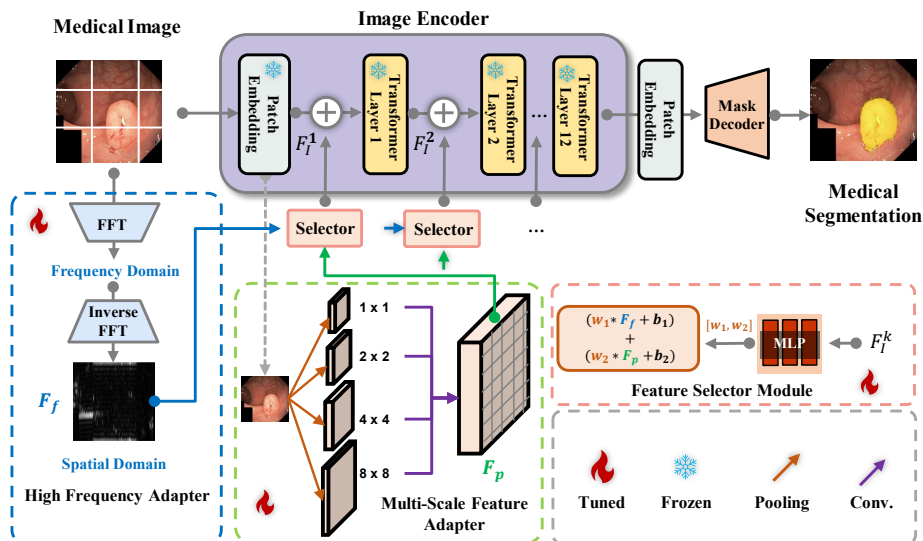 Image Encoder
Medical Image
Patch
Embedding
F_I^1
Transformer
Layer 1
F_I^2
Transformer
Layer 2
...
...
Transformer
Layer 12
Patch
Embedding
Mask
Decoder
Medical
Segmentation
FFT
Frequency Domain
Inverse
FFT
F_f
Spatial Domain
High Frequency Adapter
Selector
Selector
...
1 x 1
2 x 2
4 x 4
8 x 8
F_p
Multi-Scale Feature
Adapter
(w_1* F_f + b_1)
+
(w_2* F_p + b_2)
[w_1, w_2]
MLP
F_I^k
Feature Selector Module
Tuned
Frozen
Pooling
Conv.